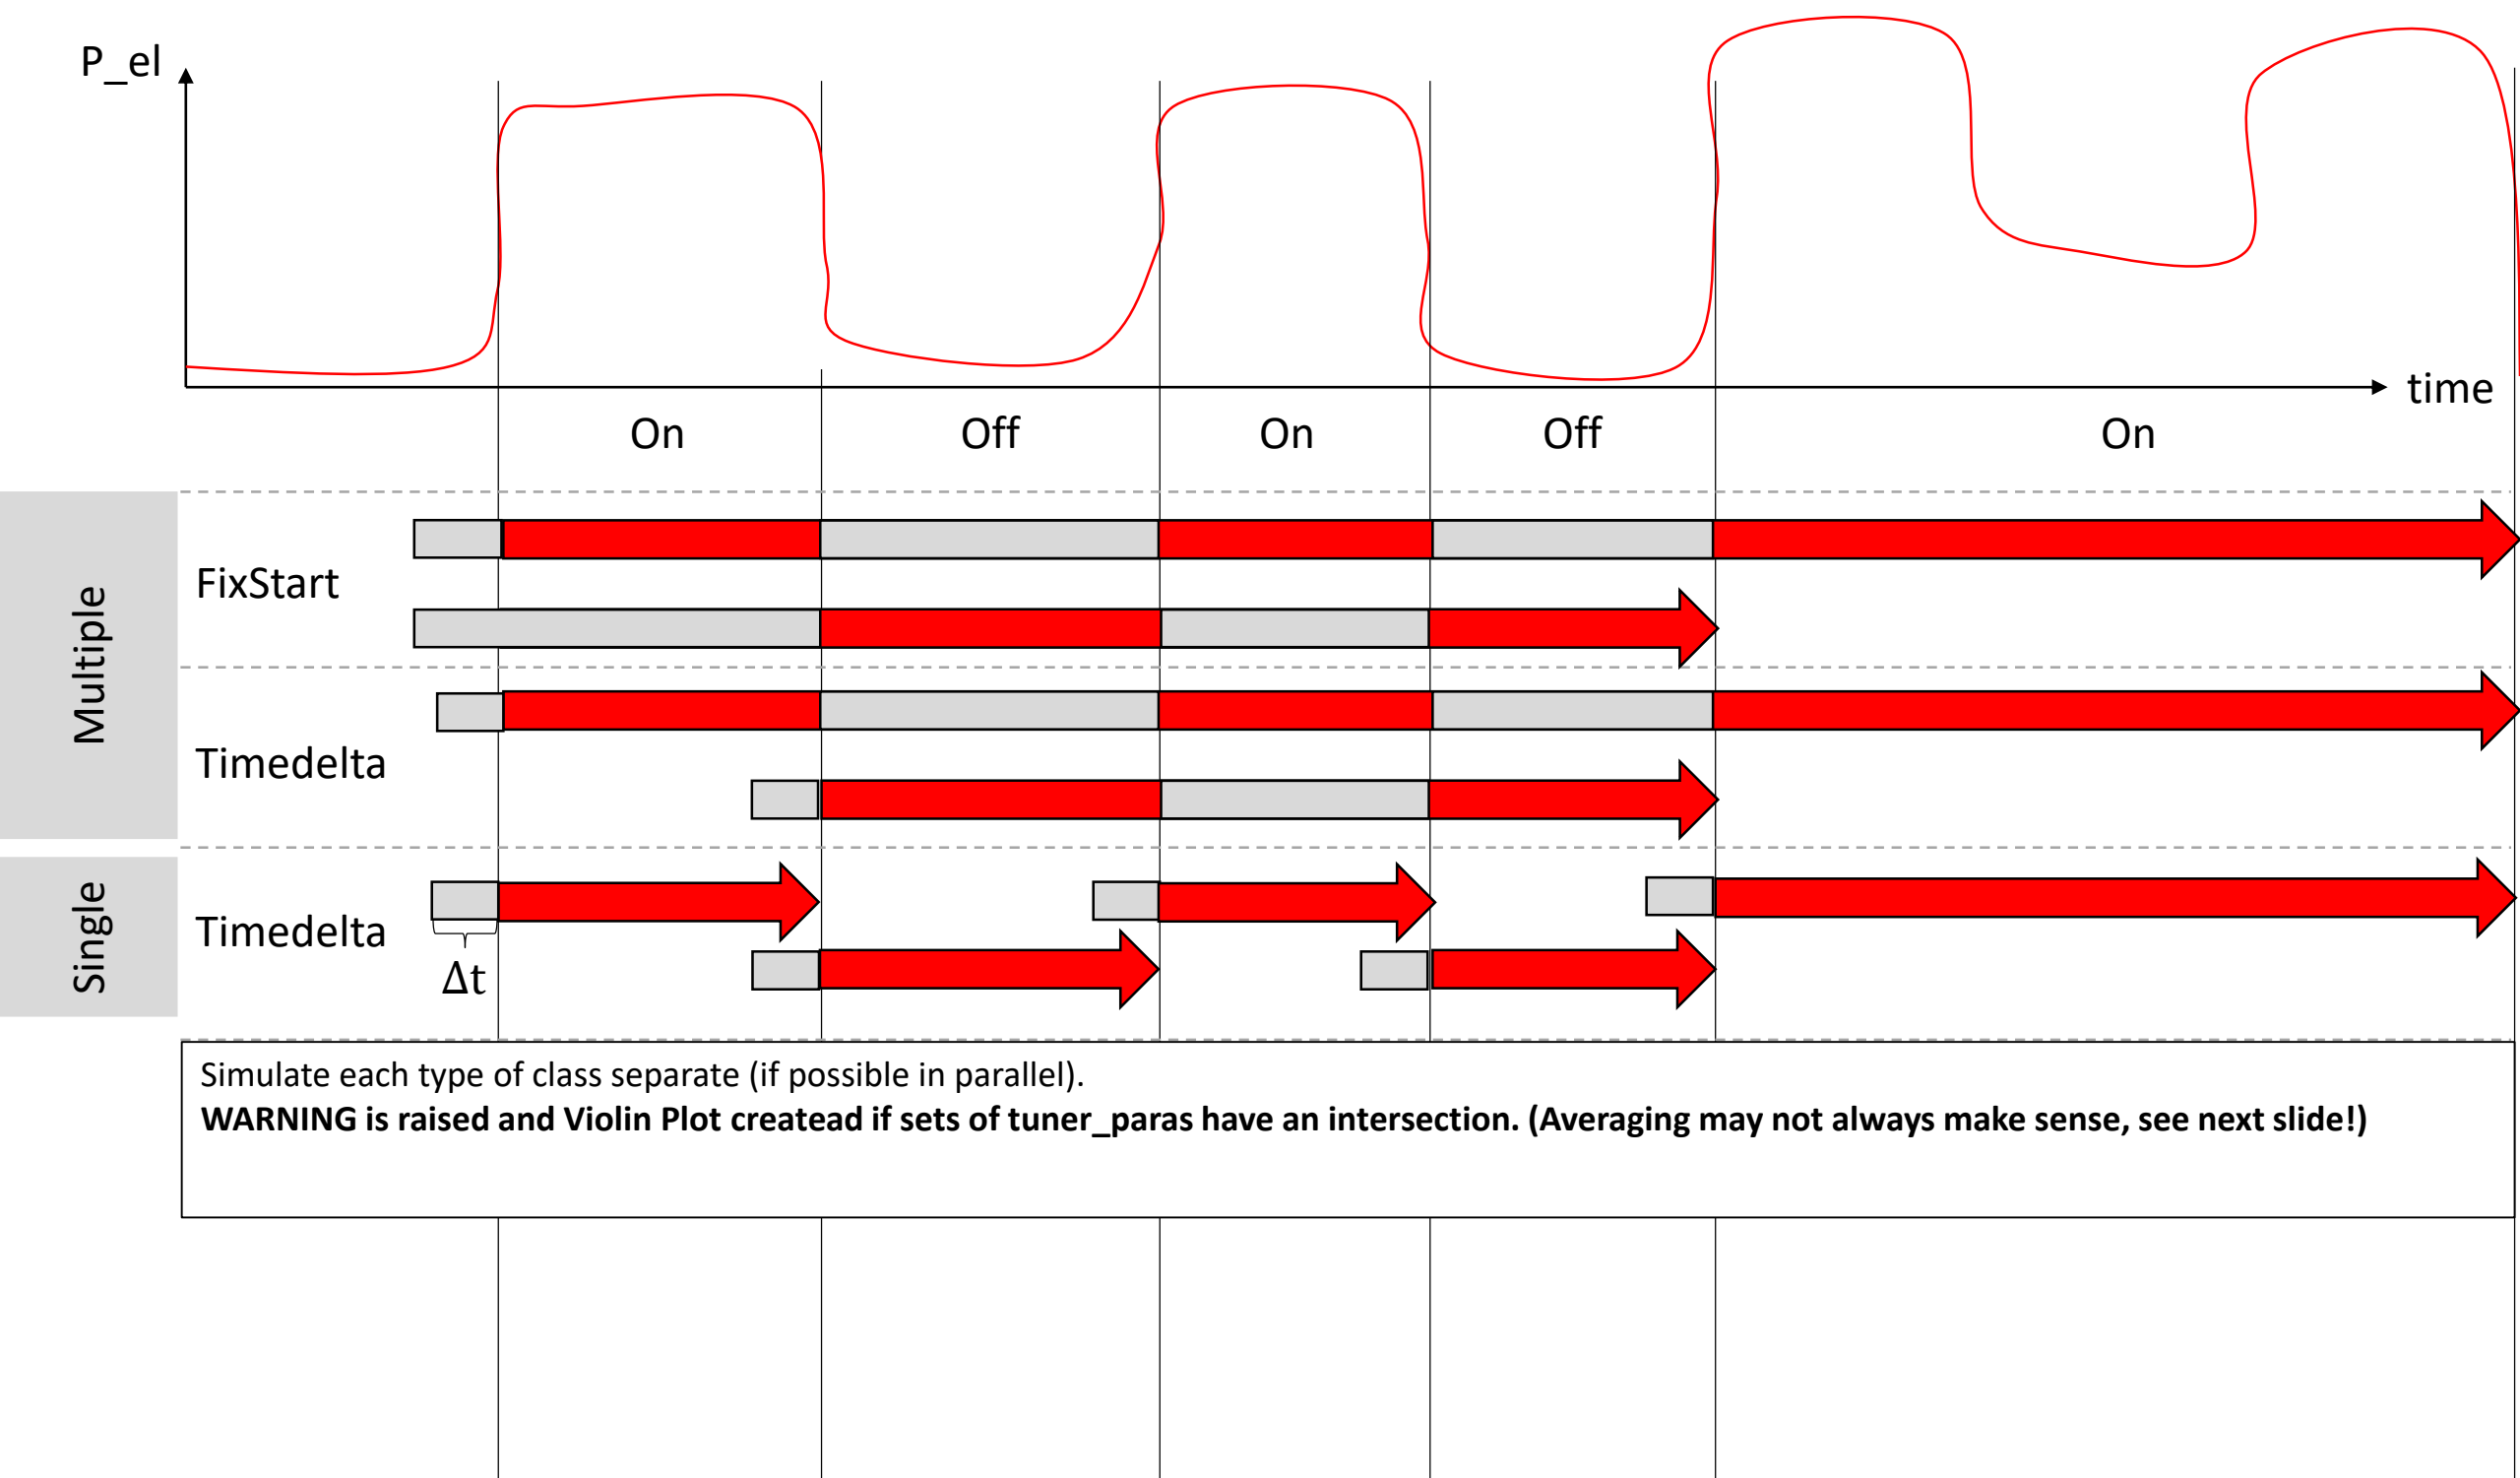 P_el
time
On
Off
On
Off
On
Multiple
FixStart
Timedelta
Single
Timedelta
Δt
Simulate each type of class separate (if possible in parallel).
WARNING is raised and Violin Plot createad if sets of tuner_paras have an intersection. (Averaging may not always make sense, see next slide!)